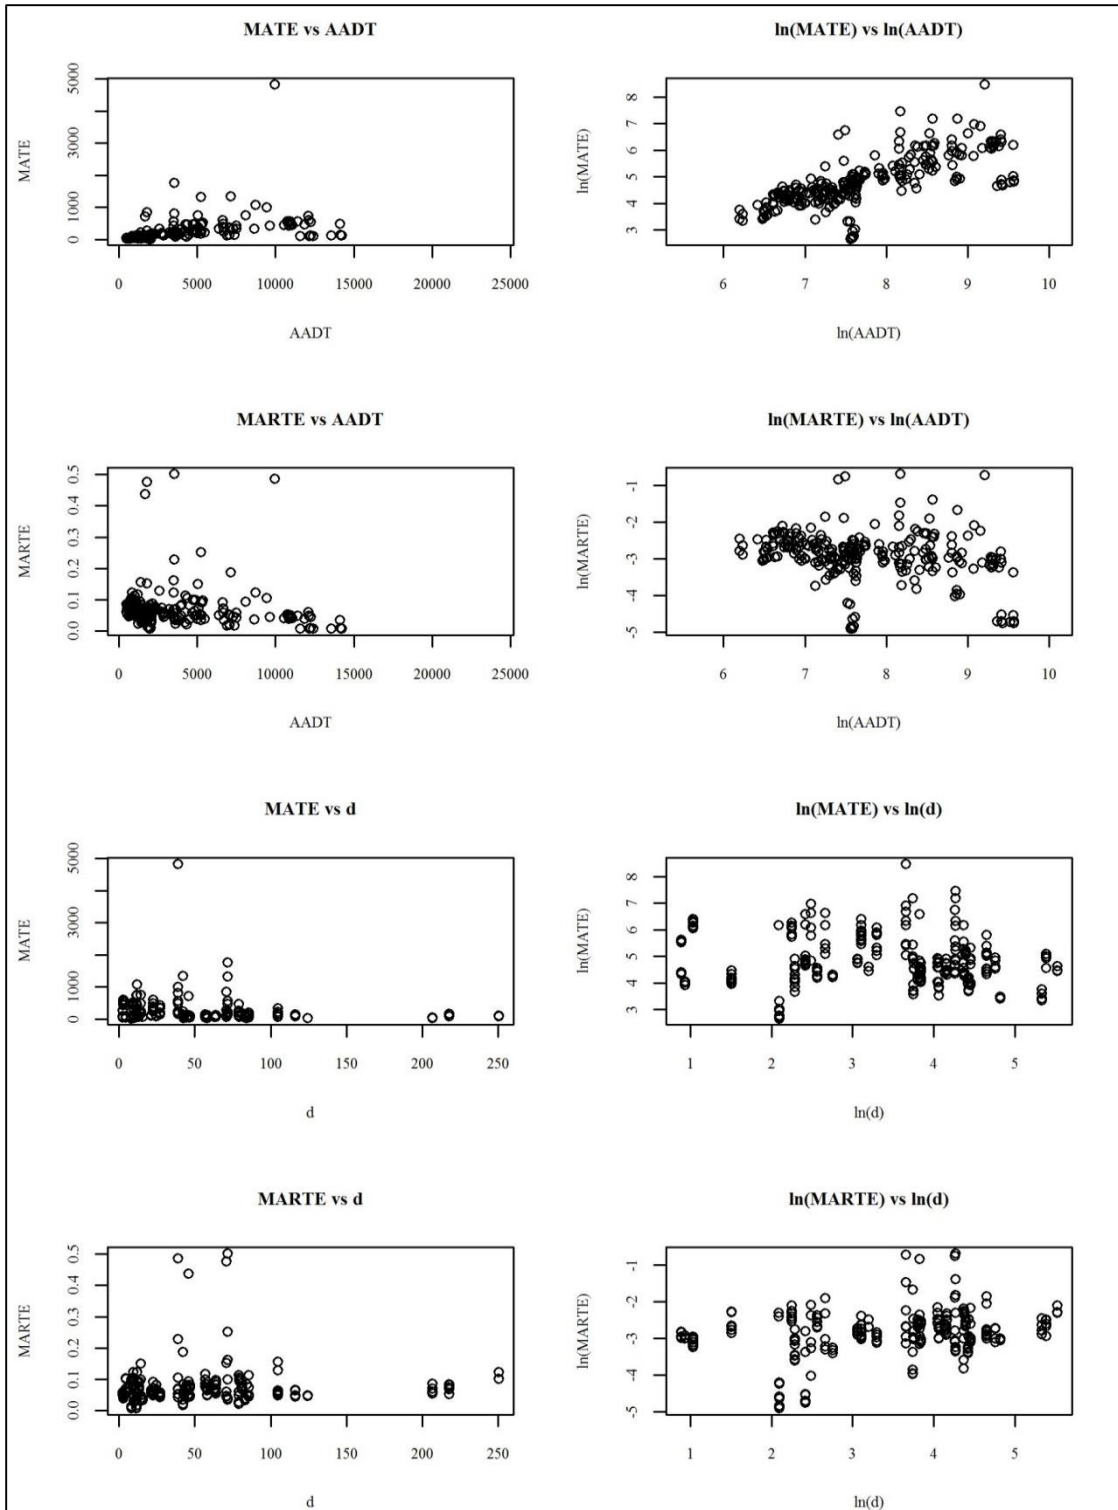 MATE vs AADT
MATE
5000
3000
1000
0
0 5000 10000 15000 20000 25000
AADT
ln(MATE) vs ln(AADT)
ln(MATE)
8
7
6
5
4
3
6 7 8 9 10
ln(AADT)
MARTE vs AADT
MARTE
0.5
0.4
0.3
0.2
0.1
0.0
0 5000 10000 15000 20000 25000
AADT
ln(MARTE) vs ln(AADT)
ln(MARTE)
-1
-2
-3
-4
-5
6 7 8 9 10
ln(AADT)
MATE vs d
MATE
5000
3000
1000
0
0 50 100 150 200 250
d
ln(MATE) vs ln(d)
ln(MATE)
8
7
6
5
4
3
1 2 3 4 5
ln(d)
MARTE vs d
MARTE
0.5
0.4
0.3
0.2
0.1
0.0
0 50 100 150 200 250
d
ln(MARTE) vs ln(d)
ln(MARTE)
-1
-2
-3
-4
-5
1 2 3 4 5
ln(d)